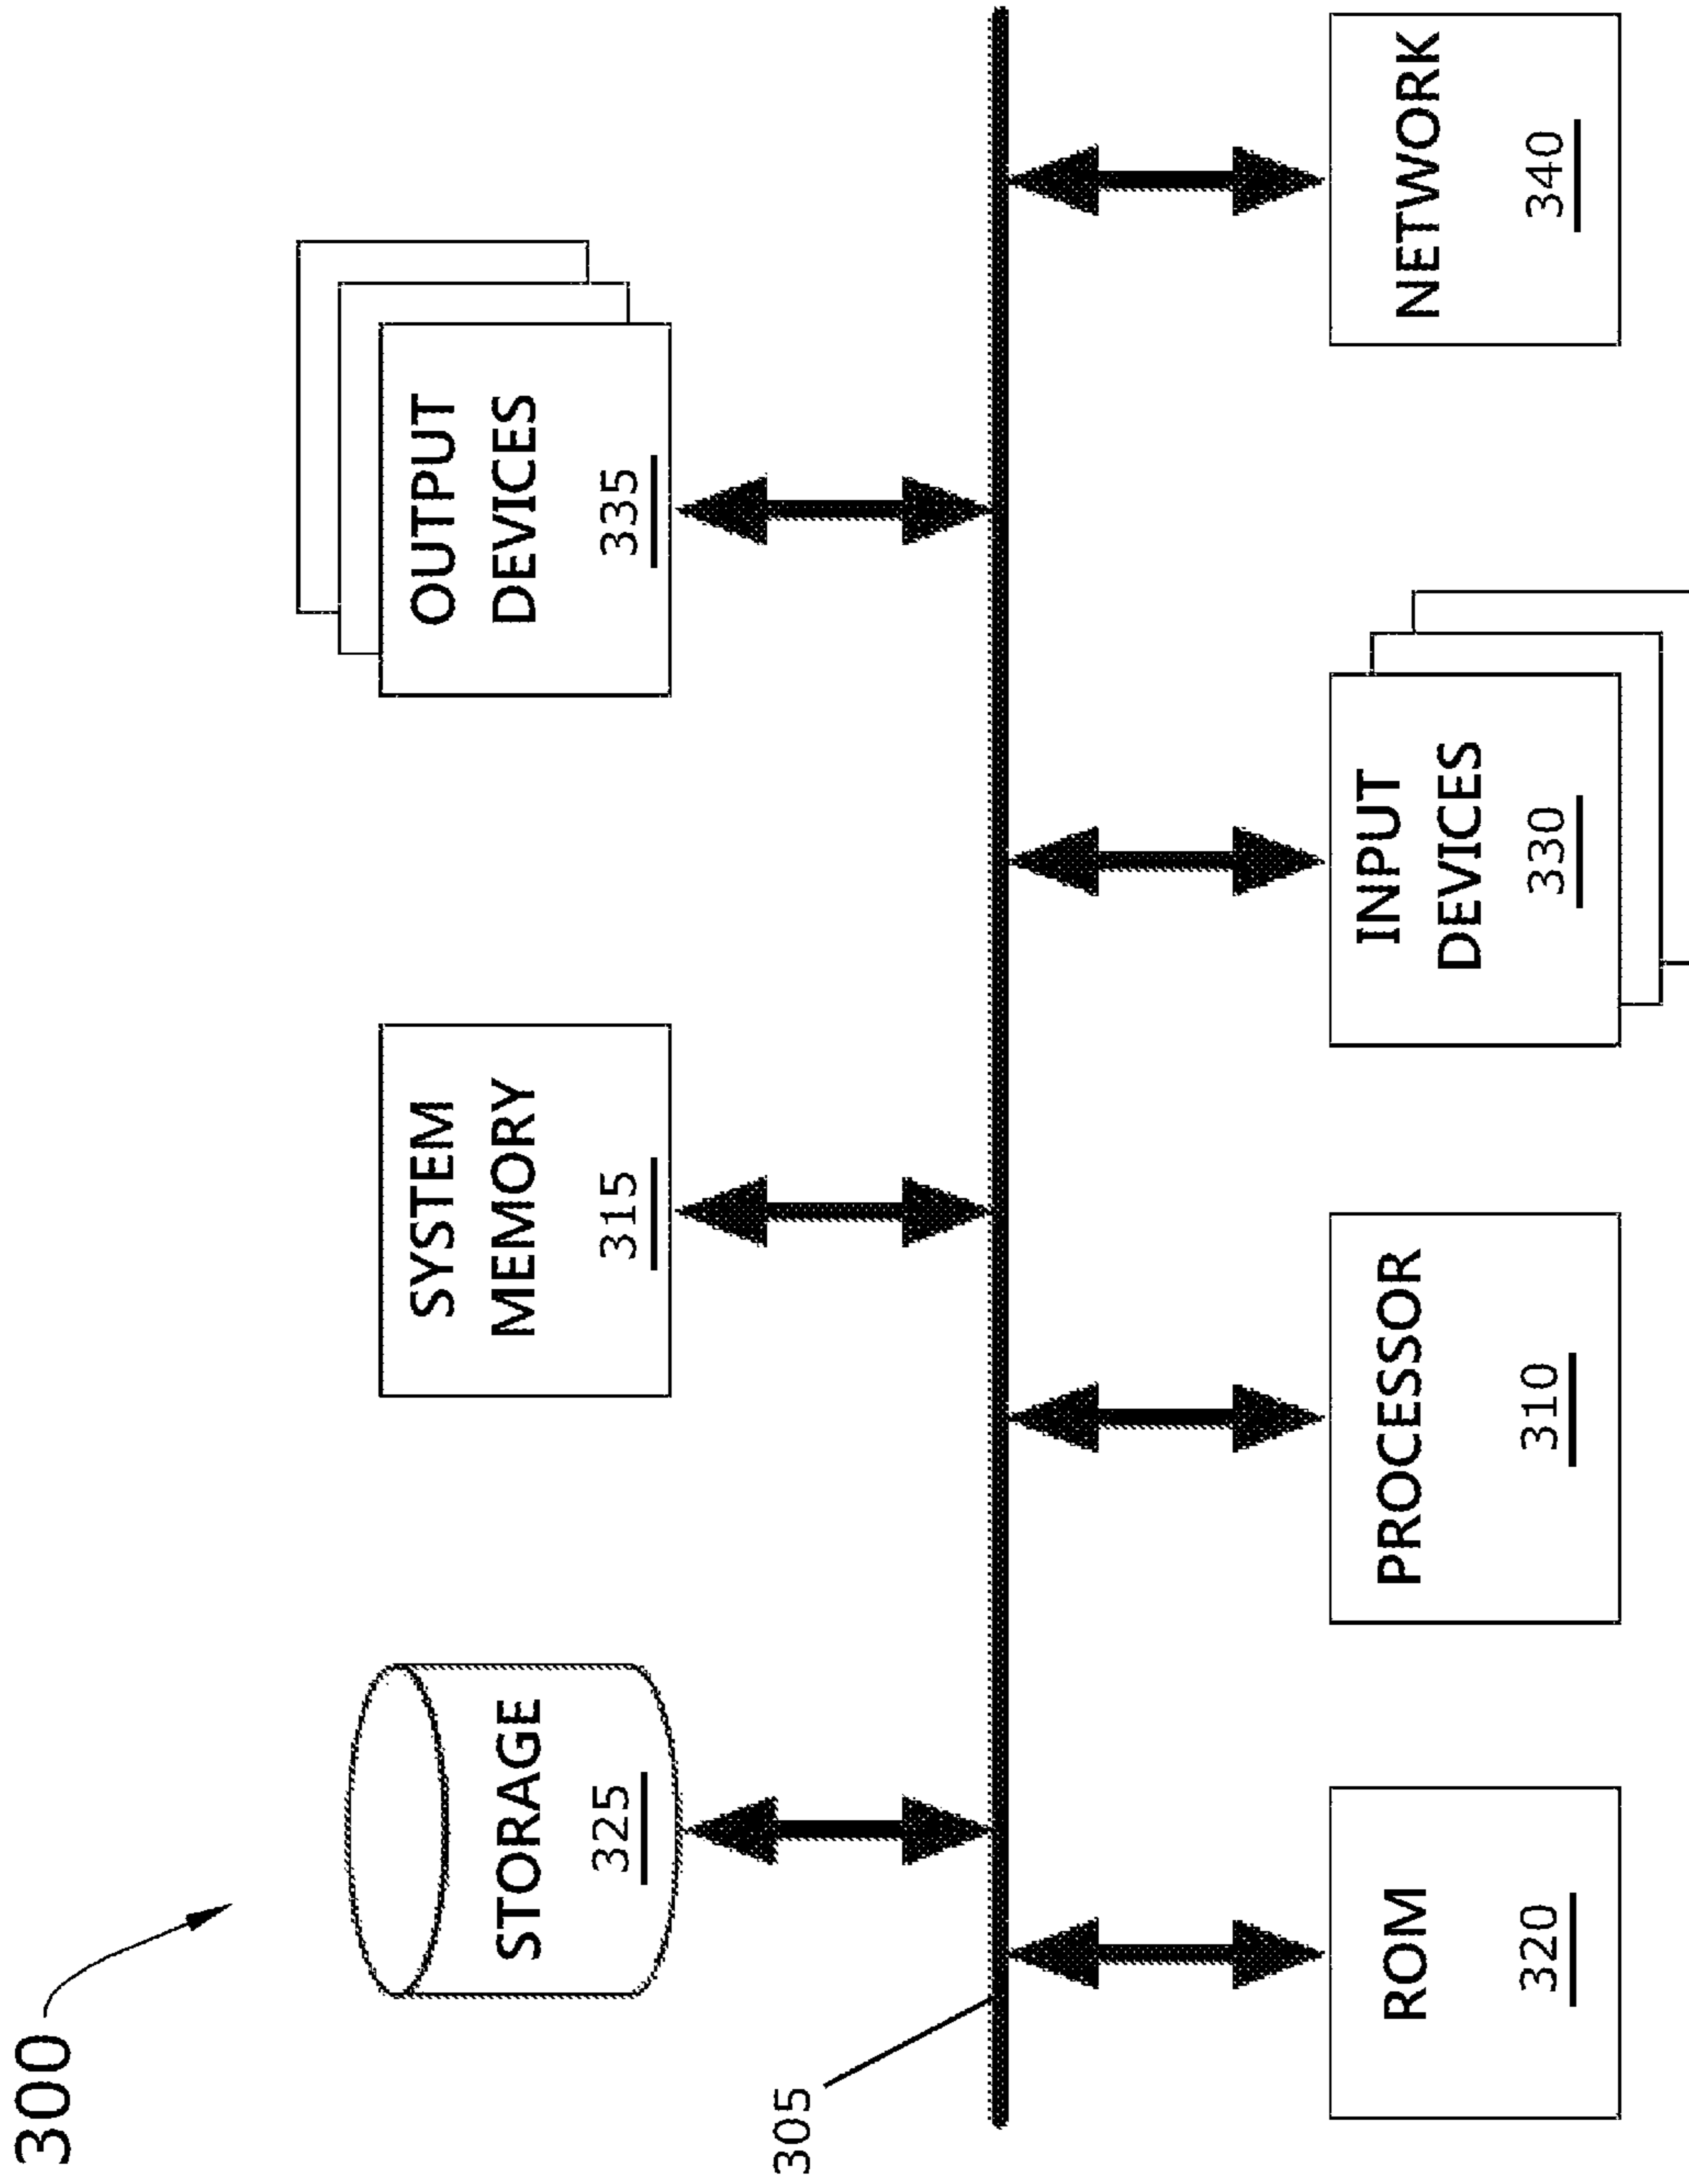 300
STORAGE
325
SYSTEM
MEMORY
315
OUTPUT
DEVICES
335
305
ROM
320
PROCESSOR
310
INPUT
DEVICES
330
NETWORK
340